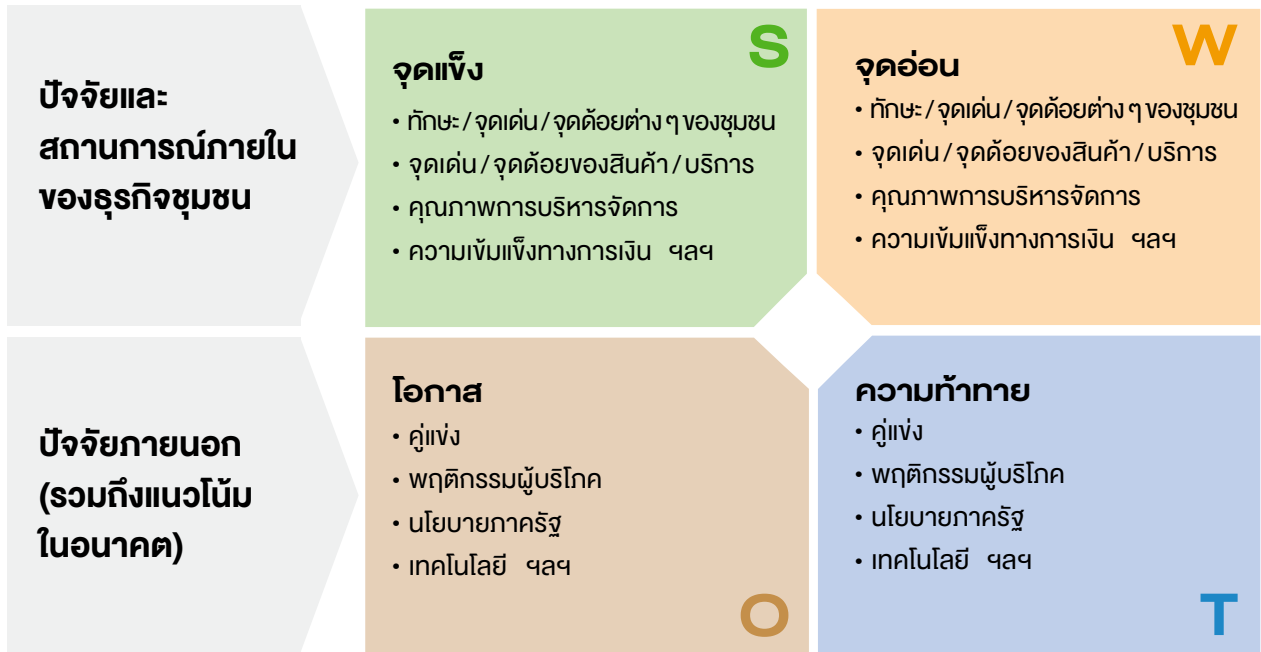 ปัจจัยและ
สถานการณ์ภายใน
ของธุรกิจชุมชน
S
จุดแข็ง
• ทักษะ/จุดเด่น/จุดด้อยต่าง ๆ ของชุมชน
• จุดเด่น/จุดด้อยของสินค้า/บริการ
• คุณภาพการบริหารจัดการ
• ความเข้มแข็งทางการเงิน ฯลฯ
W
จุดอ่อน
• ทักษะ/จุดเด่น/จุดด้อยต่าง ๆ ของชุมชน
• จุดเด่น/จุดด้อยของสินค้า/บริการ
• คุณภาพการบริหารจัดการ
• ความเข้มแข็งทางการเงิน ฯลฯ
ปัจจัยภายนอก
(รวมถึงแนวโน้ม
ในอนาคต)
โอกาส
• คู่แข่ง
• พฤติกรรมผู้บริโภค
• นโยบายภาครัฐ
• เทคโนโลยี ฯลฯ
O
ความท้าทาย
• คู่แข่ง
• พฤติกรรมผู้บริโภค
• นโยบายภาครัฐ
• เทคโนโลยี ฯลฯ
T